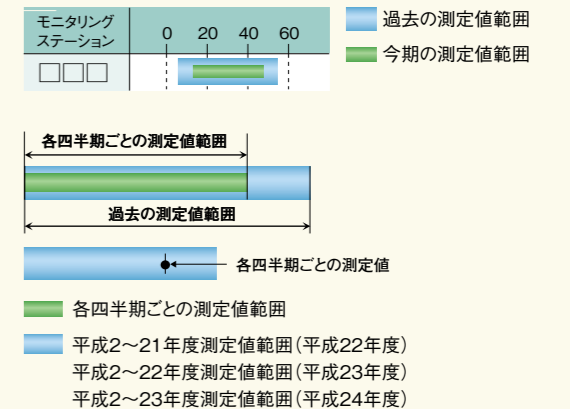 モニタリング
ステーション
0 20 40 60
□□□
過去の測定値範囲
今期の測定値範囲
各四半期ごとの測定値範囲
過去の測定値範囲
各四半期ごとの測定値
各四半期ごとの測定値範囲
平成2〜21年度測定値範囲(平成22年度)
平成2〜22年度測定値範囲(平成23年度)
平成2〜23年度測定値範囲(平成24年度)